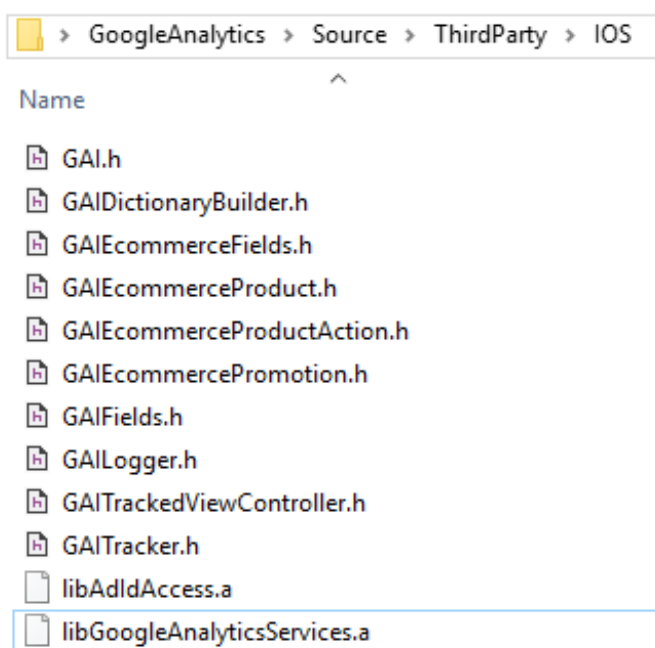 > GoogleAnalytics > Source > ThirdParty > IOS
Name
GAI.h
GAIDictionaryBuilder.h
GAIEcommerceFields.h
GAIEcommerceProduct.h
GAIEcommerceProductAction.h
GAIEcommercePromotion.h
GAIFields.h
GAILogger.h
GAITrackedViewController.h
GAITracker.h
libAdIdAccess.a
libGoogleAnalyticsServices.a